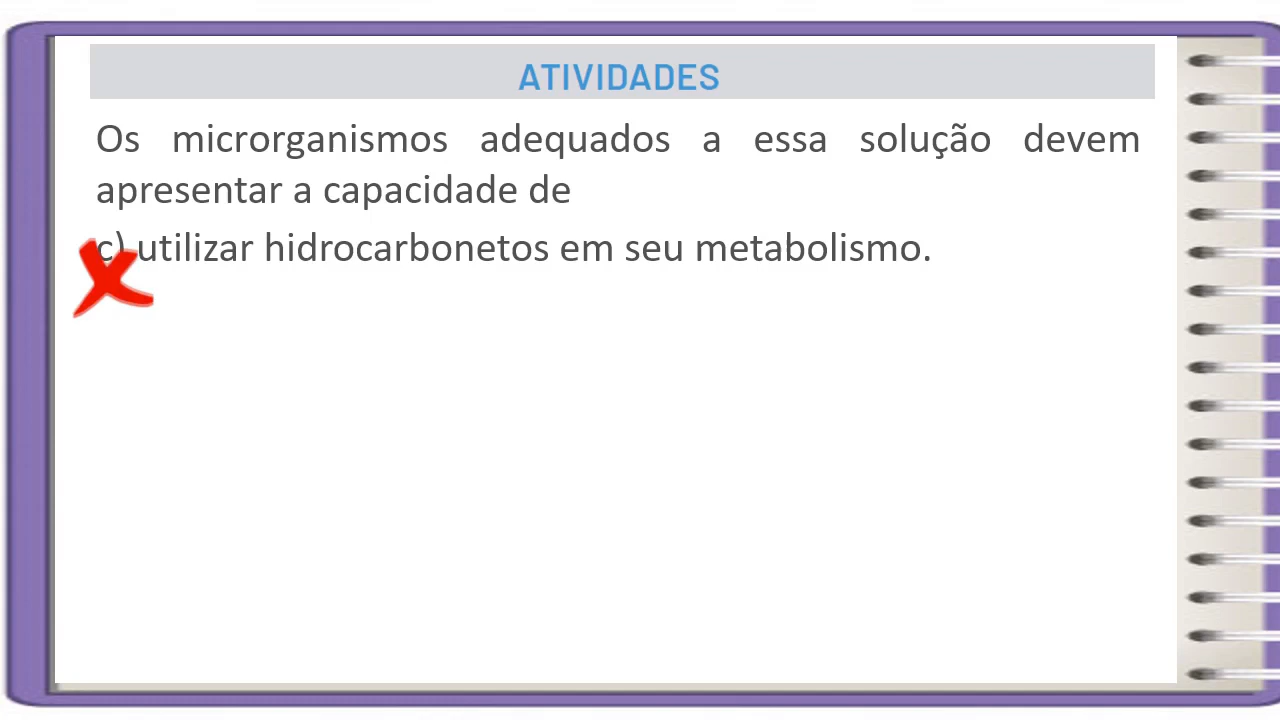 ATIVIDADES
Os microrganismos adequados a essa solução devem
apresentar a capacidade de
c) utilizar hidrocarbonetos em seu metabolismo.